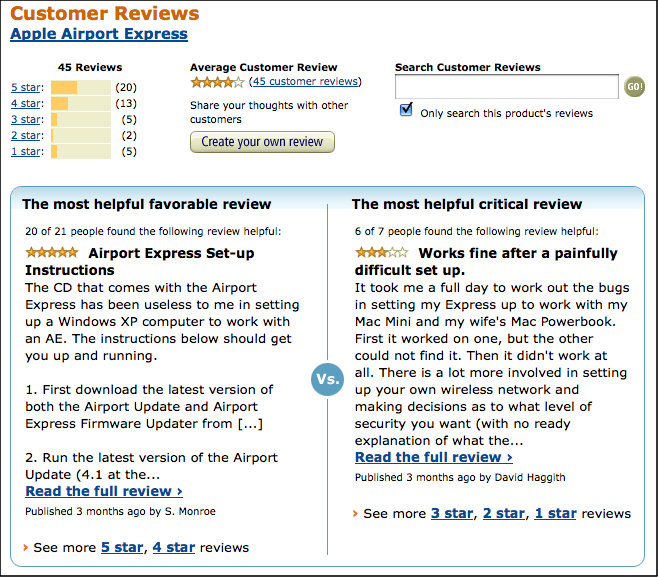 Customer Reviews
Apple Airport Express
45 Reviews
5 star: (20)
4 star: (13)
3 star: (5)
2 star: (2)
1 star: (5)
Average Customer Review
(45 customer reviews)
Share your thoughts with other
customers
Create your own review
Search Customer Reviews
GO!
Only search this product's reviews
The most helpful favorable review
20 of 21 people found the following review helpful:
Airport Express Set-up
Instructions
The CD that comes with the Airport
Express has been useless to me in setting
up a Windows XP computer to work with
an AE. The instructions below should get
you up and running.
1. First download the latest version of
both the Airport Update and Airport
Express Firmware Updater from [...]
2. Run the latest version of the Airport
Update (4.1 at the...
Read the full review ›
Published 3 months ago by S. Monroe
› See more 5 star, 4 star reviews
Vs.
The most helpful critical review
6 of 7 people found the following review helpful:
Works fine after a painfully
difficult set up.
It took me a full day to work out the bugs
in setting my Express up to work with my
Mac Mini and my wife's Mac Powerbook.
First it worked on one, but the other
could not find it. Then it didn't work at
all. There is a lot more involved in setting
up your own wireless network and
making decisions as to what level of
security you want (with no ready
explanation of what the...
Read the full review ›
Published 3 months ago by David Haggith
› See more 3 star, 2 star, 1 star reviews